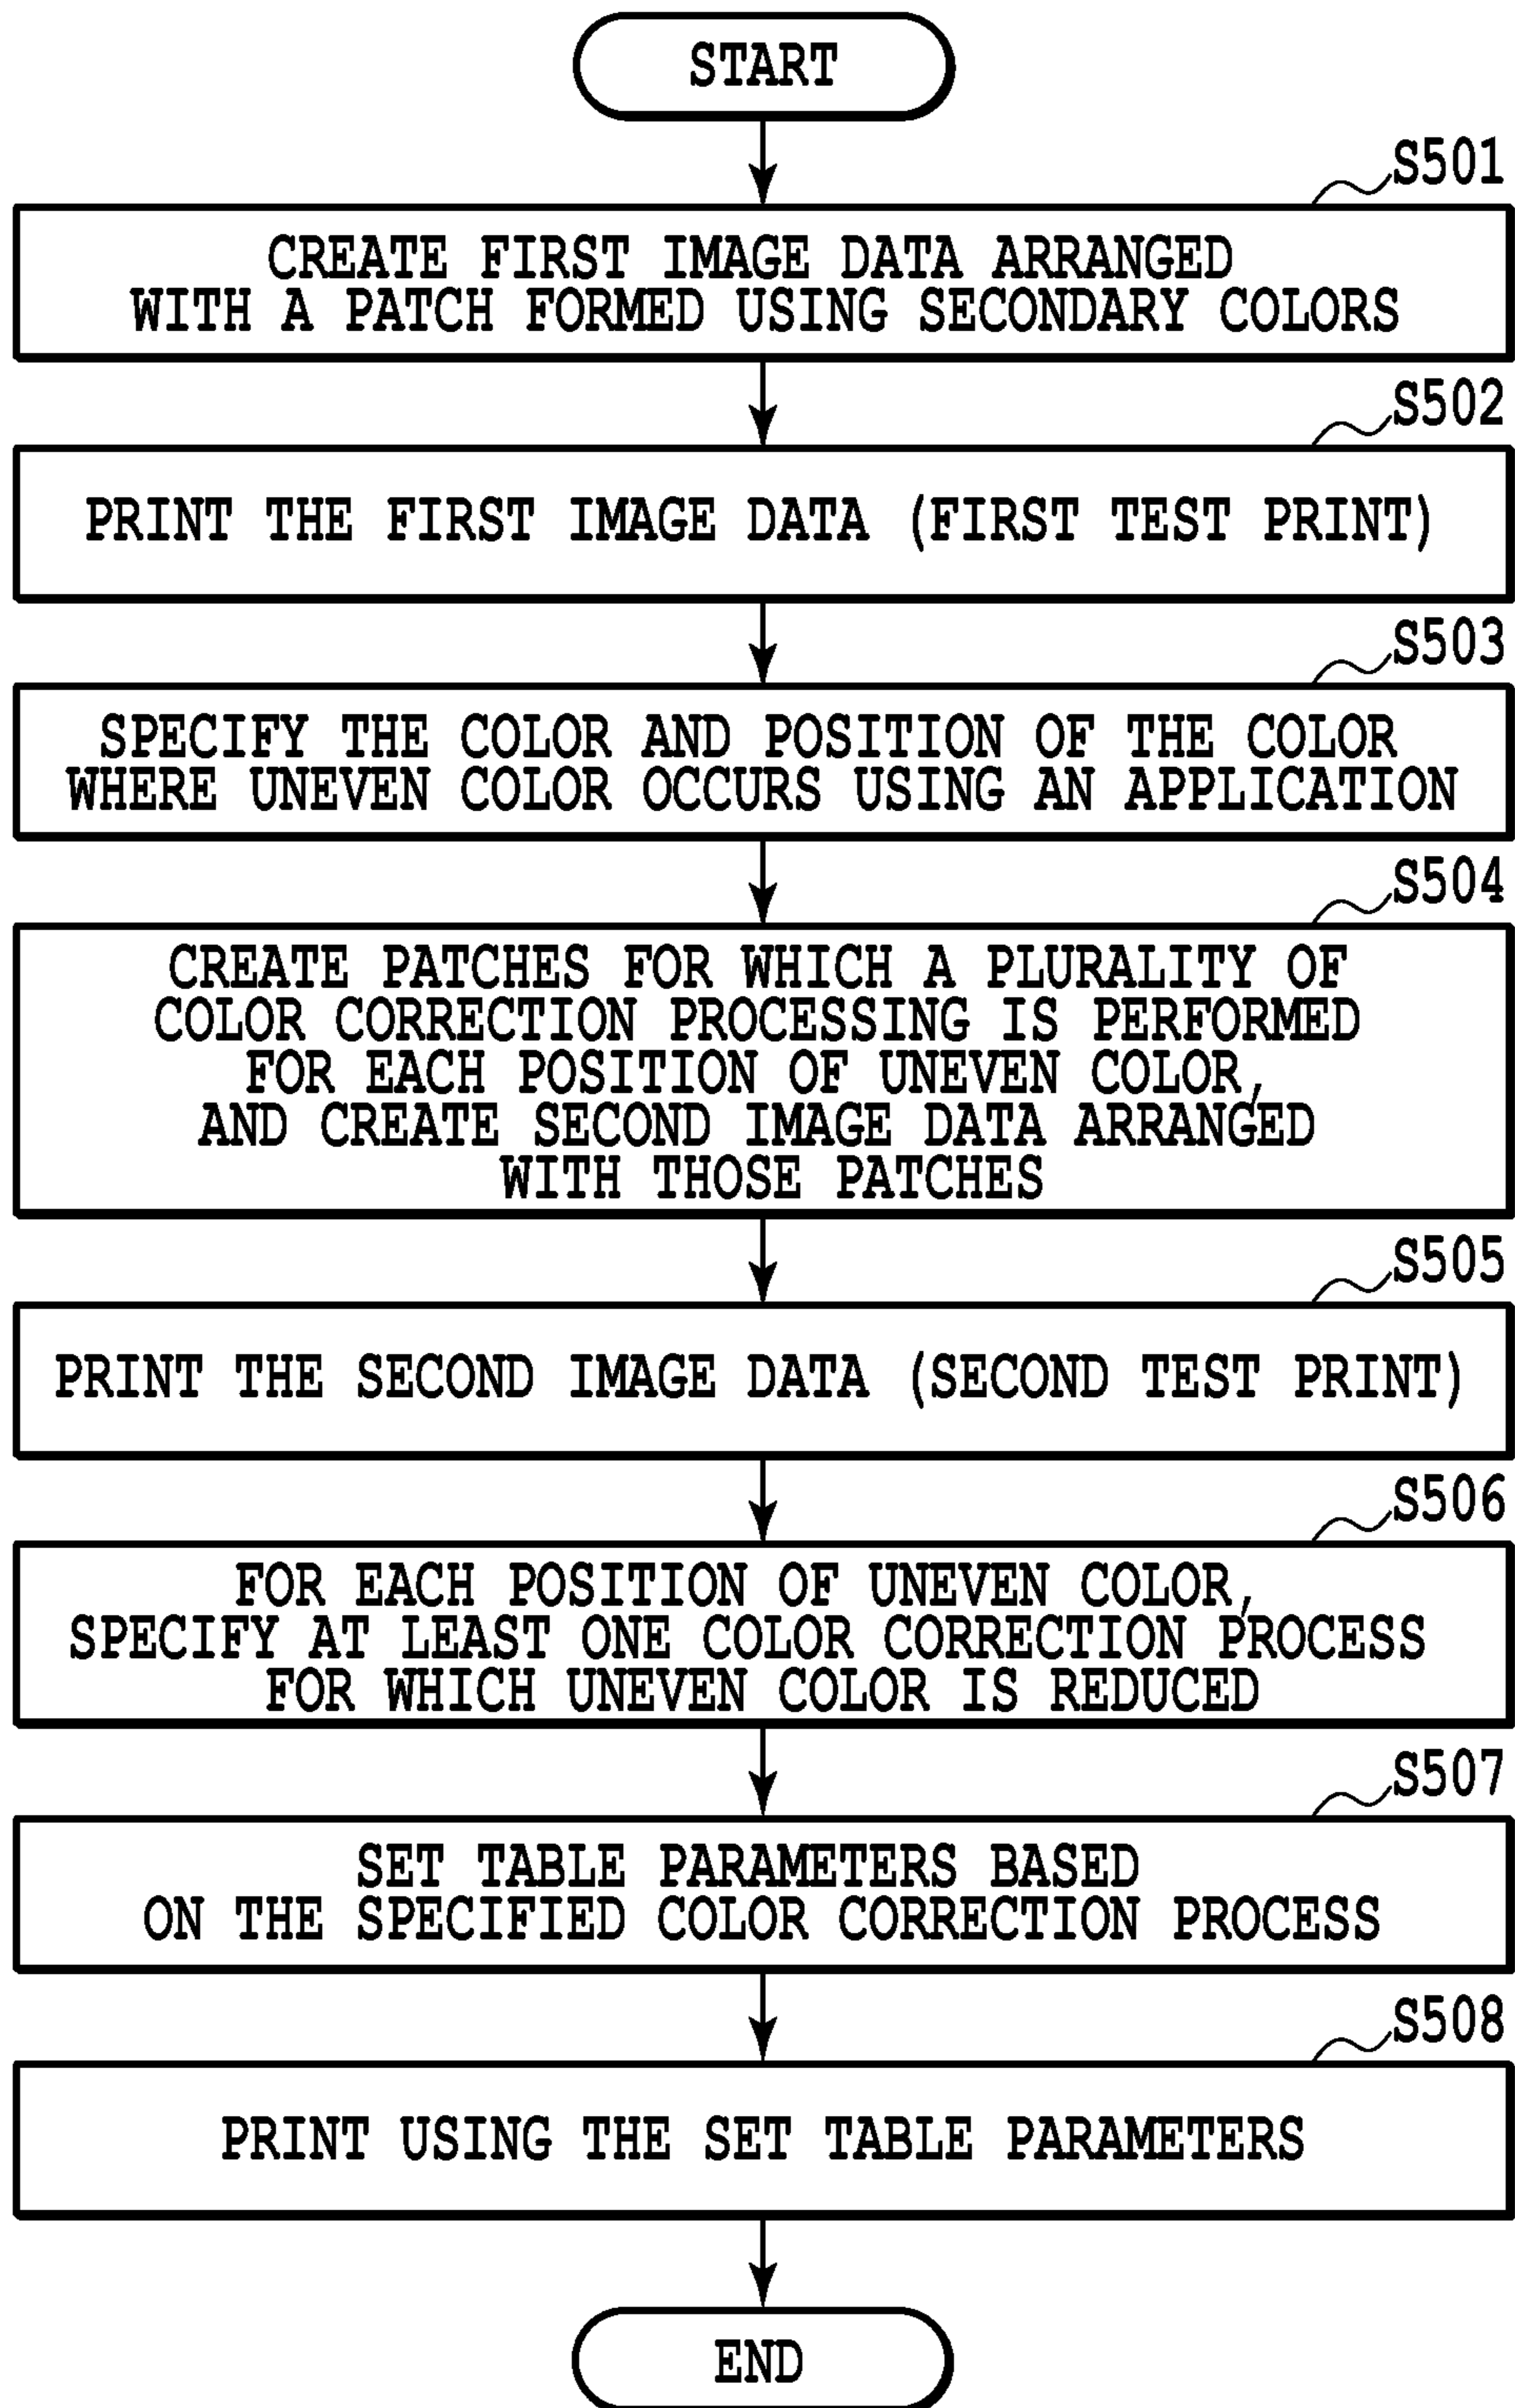 START
S501
CREATE FIRST IMAGE DATA ARRANGED
WITH A PATCH FORMED USING SECONDARY COLORS
S502
PRINT THE FIRST IMAGE DATA (FIRST TEST PRINT)
S503
SPECIFY THE COLOR AND POSITION OF THE COLOR
WHERE UNEVEN COLOR OCCURS USING AN APPLICATION
S504
CREATE PATCHES FOR WHICH A PLURALITY OF
COLOR CORRECTION PROCESSING IS PERFORMED
FOR EACH POSITION OF UNEVEN COLOR,
AND CREATE SECOND IMAGE DATA ARRANGED
WITH THOSE PATCHES
S505
PRINT THE SECOND IMAGE DATA (SECOND TEST PRINT)
S506
FOR EACH POSITION OF UNEVEN COLOR,
SPECIFY AT LEAST ONE COLOR CORRECTION PROCESS
FOR WHICH UNEVEN COLOR IS REDUCED
S507
SET TABLE PARAMETERS BASED
ON THE SPECIFIED COLOR CORRECTION PROCESS
S508
PRINT USING THE SET TABLE PARAMETERS
END